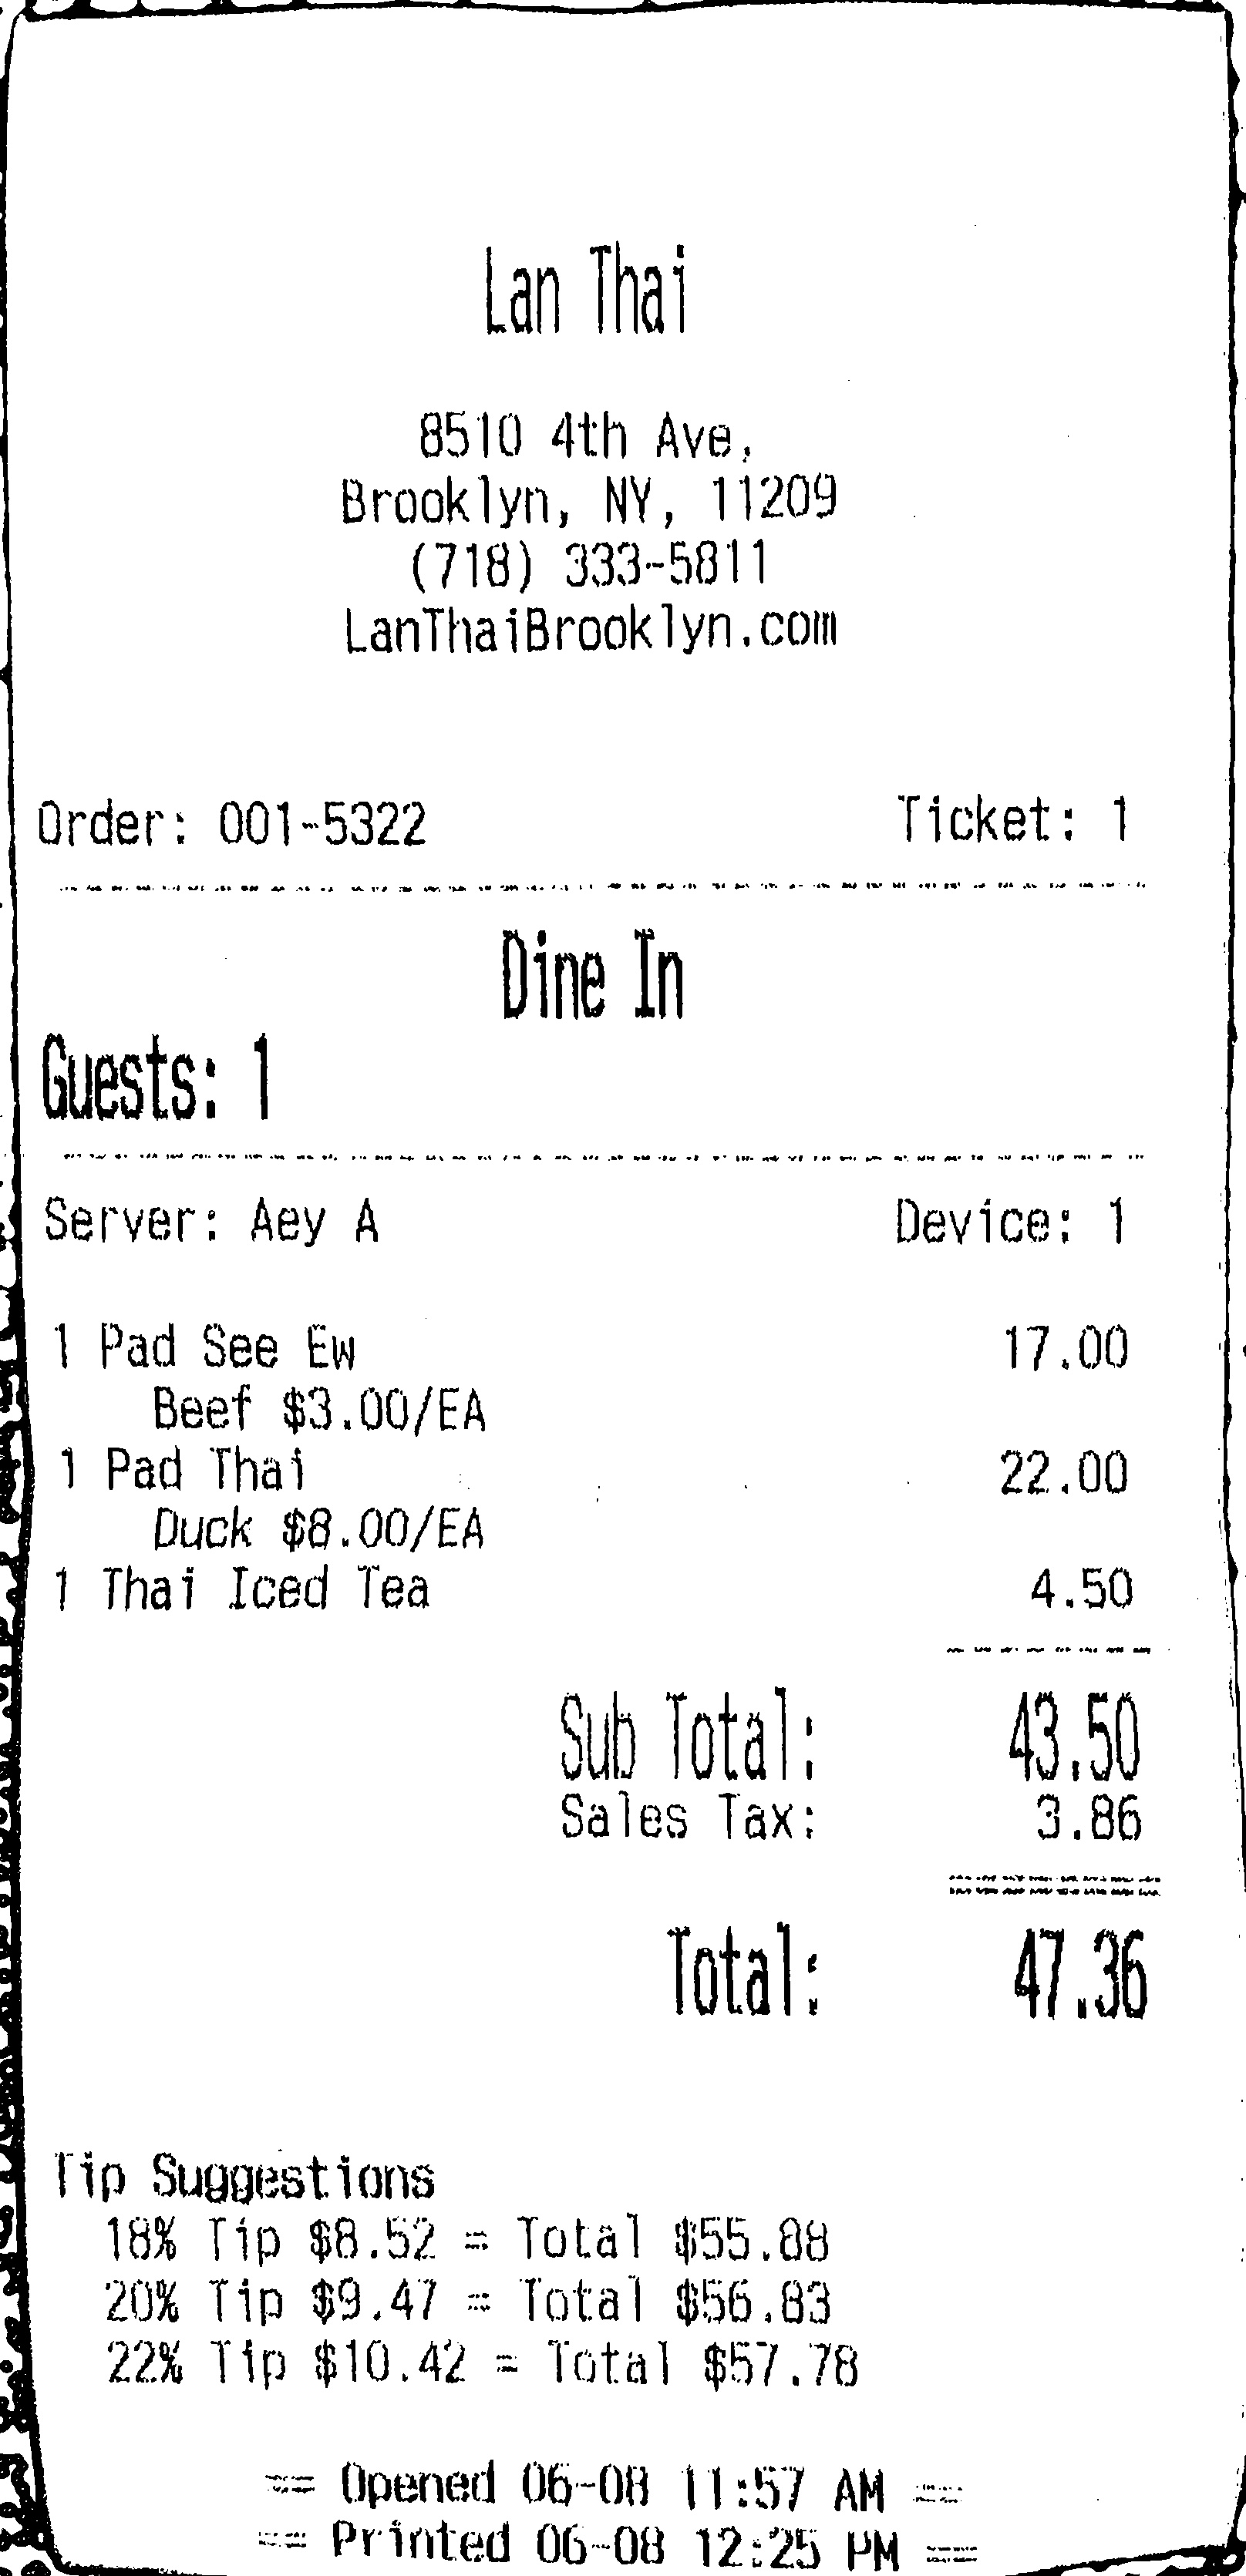 Lan Thai
8510 4th Ave,
Brooklyn, NY, 11209
(718) 333-5811
LanThaiBrooklyn.com
Order: 001-5322 Ticket: 1
Dine In
Guests: 1
Server: Aey A Device: 1
1 Pad See Ew 17.00
Beef $3.00/EA
1 Pad Thai 22.00
Duck $8.00/EA
1 Thai Iced Tea 4.50
Sub Total: 43.50
Sales Tax: 3.86
Total: 47.36
Tip Suggestions
18% Tip $8.52 = Total $55.88
20% Tip $9.47 = Total $56.83
22% Tip $10.42 = Total $57.78
== Opened 06-08 11:57 AM ==
== Printed 06-08 12:25 PM ==